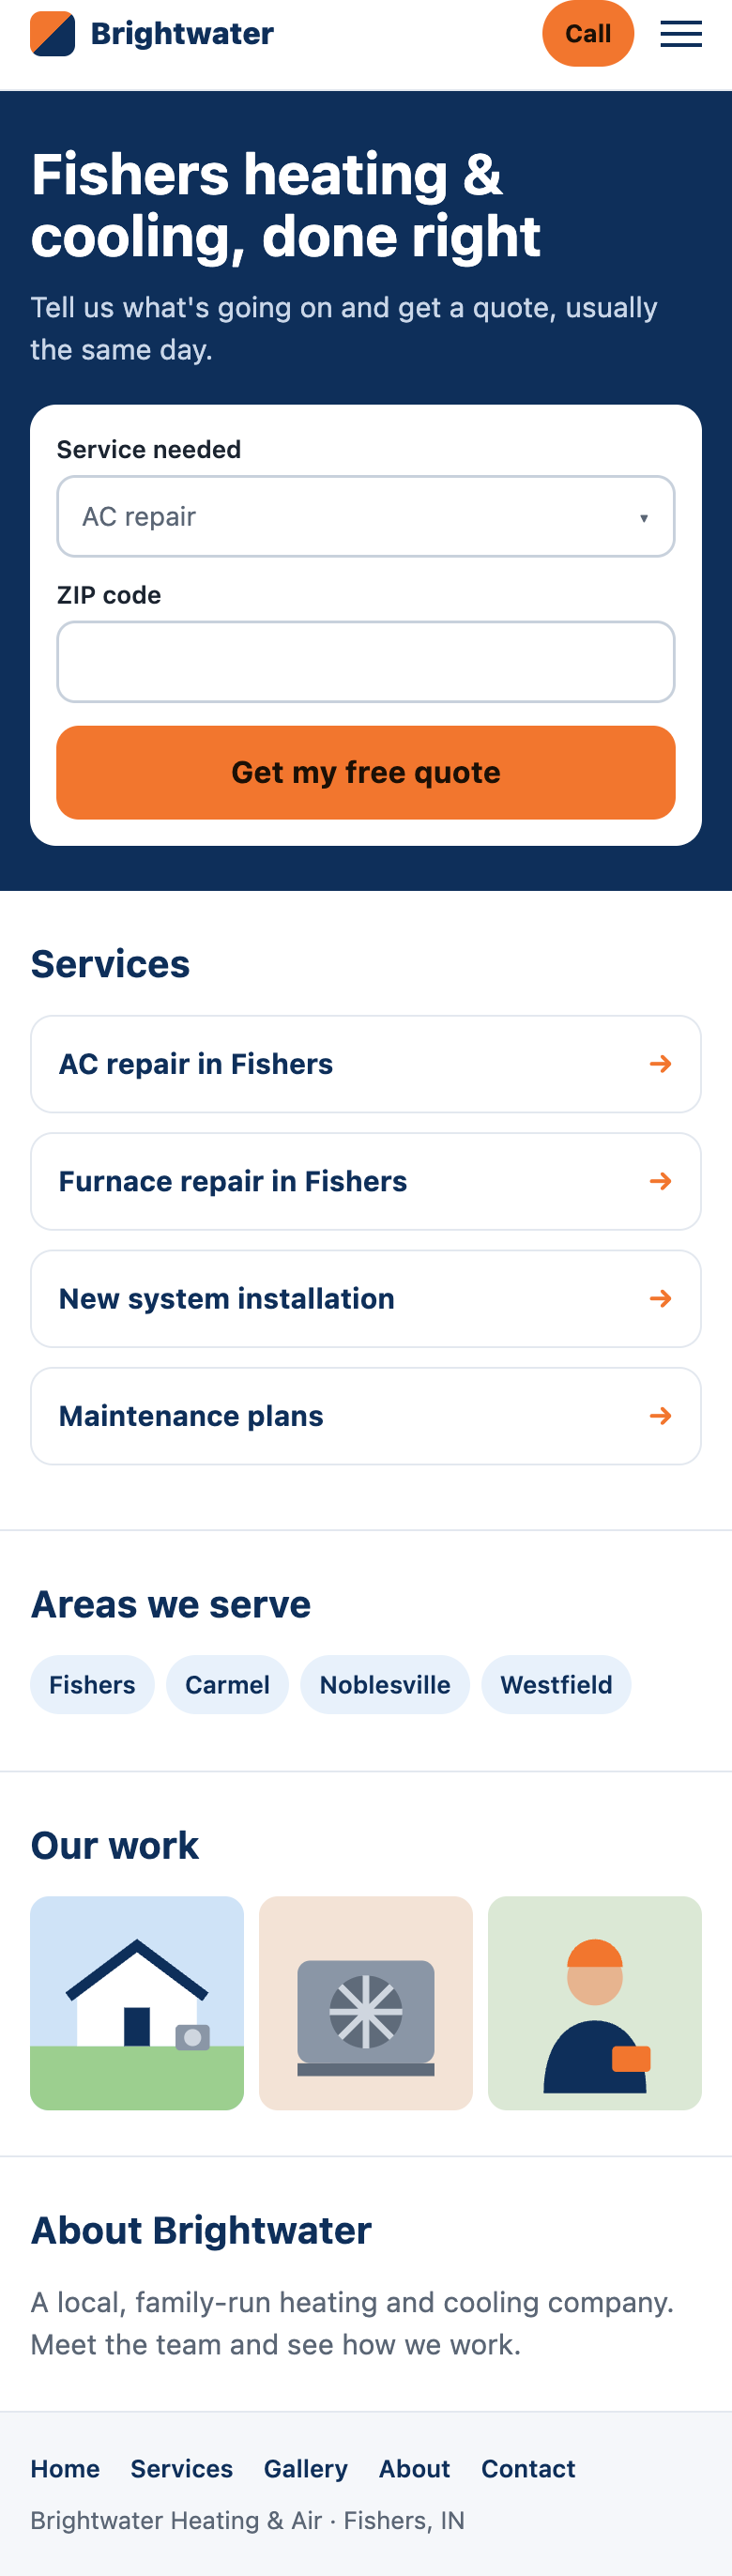 Brightwater
Call
Fishers heating &
cooling, done right
Tell us what's going on and get a quote, usually
the same day.
Service needed
AC repair
ZIP code
Get my free quote
Services
AC repair in Fishers
Furnace repair in Fishers
New system installation
Maintenance plans
Areas we serve
Fishers Carmel Noblesville Westfield
Our work
About Brightwater
A local, family-run heating and cooling company.
Meet the team and see how we work.
Home Services Gallery About Contact
Brightwater Heating & Air · Fishers, IN